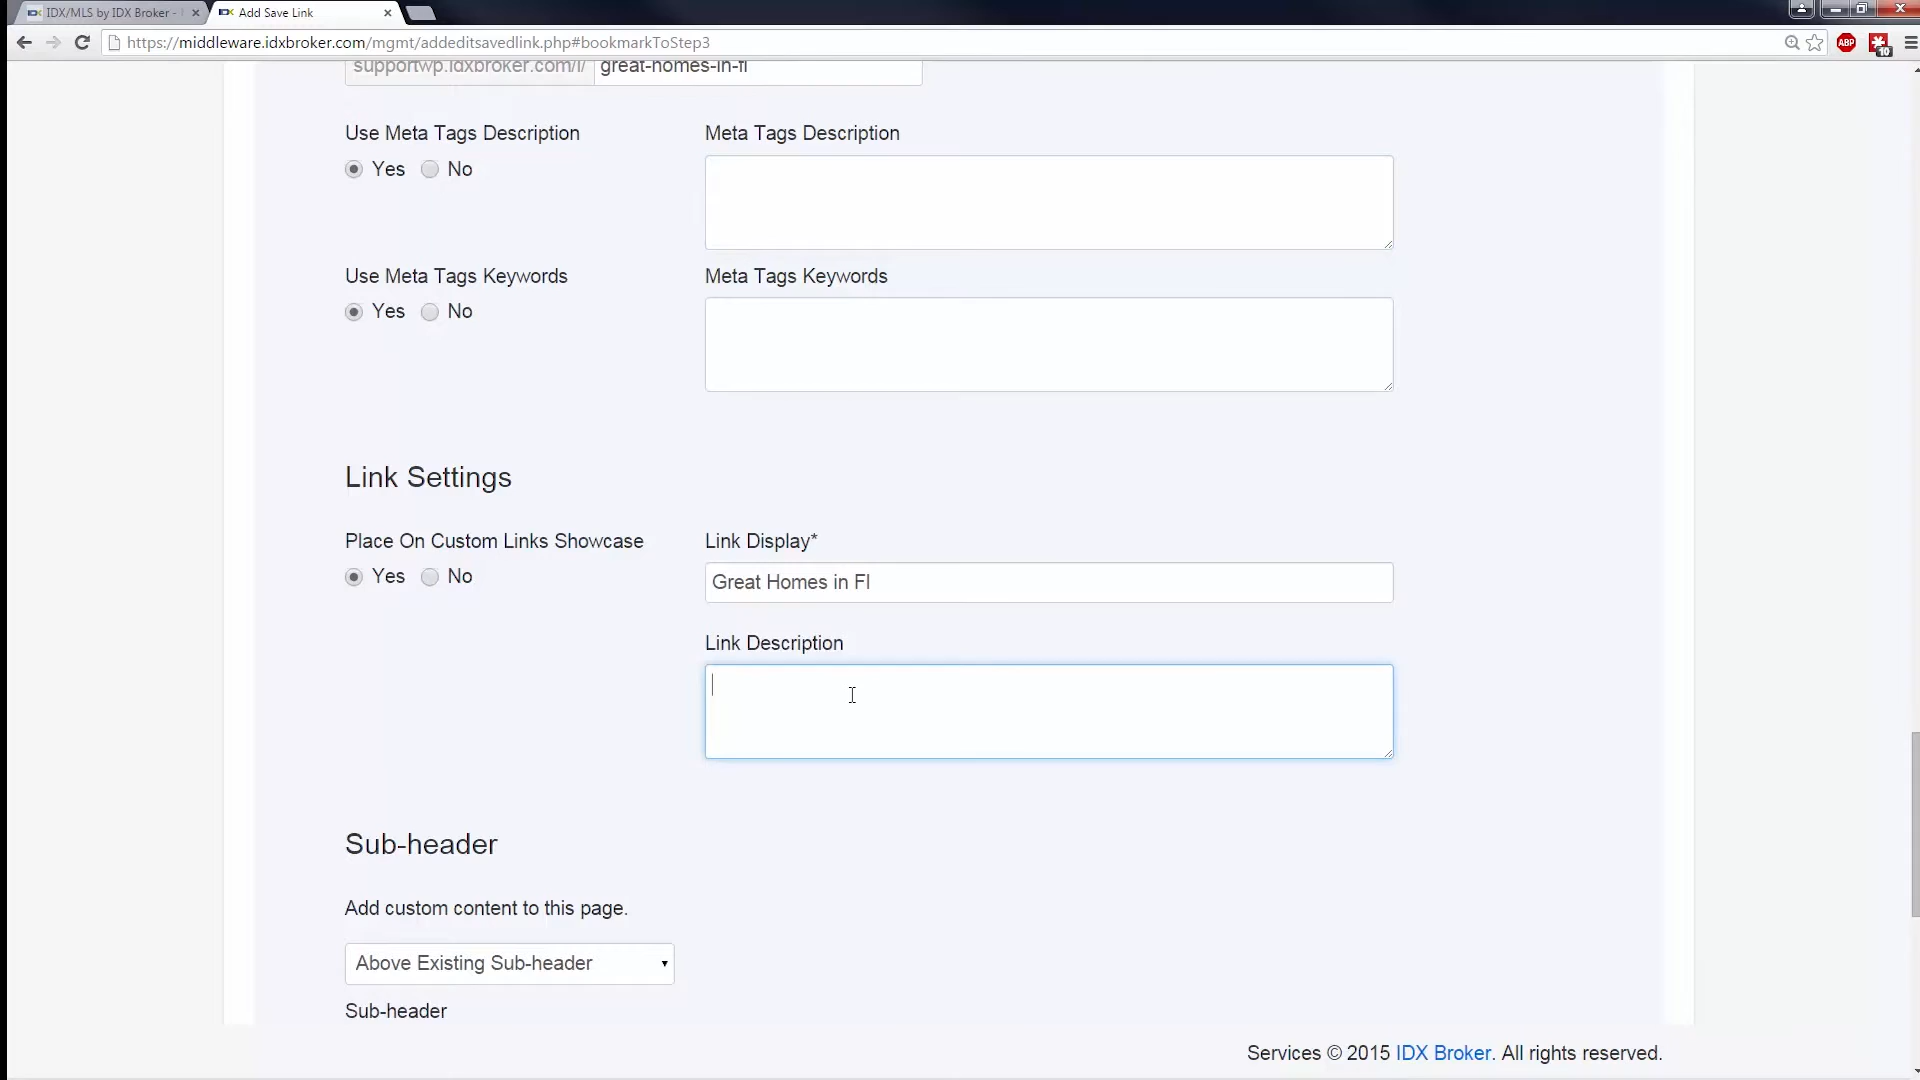 IDX/MLS by IDX Broker -
Add Save Link
https://middleware.idxbroker.com/mgmt/addeditsavedlink.php#bookmarkToStep3
ABP
10
supportwp.idxbroker.com/i/ great-homes-in-fl
Use Meta Tags Description
Meta Tags Description
Yes No
Use Meta Tags Keywords
Meta Tags Keywords
Yes No
Link Settings
Place On Custom Links Showcase
Link Display*
Yes No
Great Homes in Fl
Link Description
Sub-header
Add custom content to this page.
Above Existing Sub-header
Sub-header
Services © 2015 IDX Broker. All rights reserved.